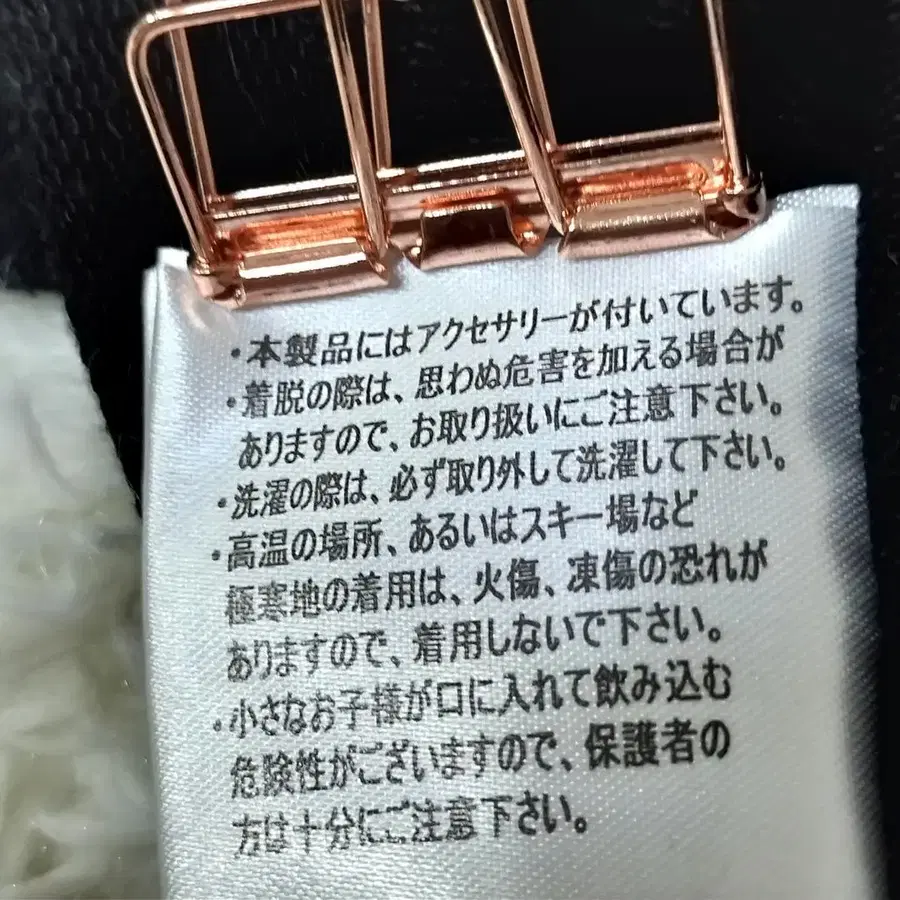 ・本製品にはアクセサリーが付いています。
・着脱の際は、思わぬ危害を加える場合が
ありますので、お取り扱いにご注意下さい。
・洗濯の際は、必ず取り外して洗濯して下さい。
・高温の場所、あるいはスキー場など
極寒地の着用は、火傷、凍傷の恐れが
ありますので、着用しないで下さい。
・小さなお子様が口に入れて飲み込む
危険性がございますので、保護者の
方は十分にご注意下さい。